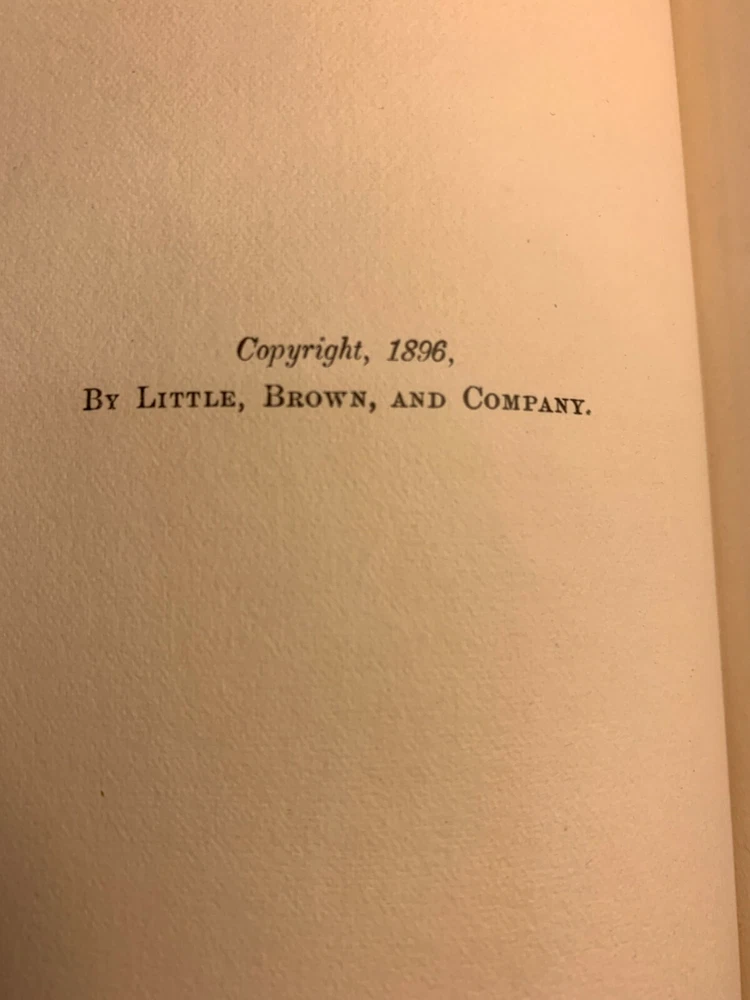 Copyright, 1896,
By Little, Brown, and Company.